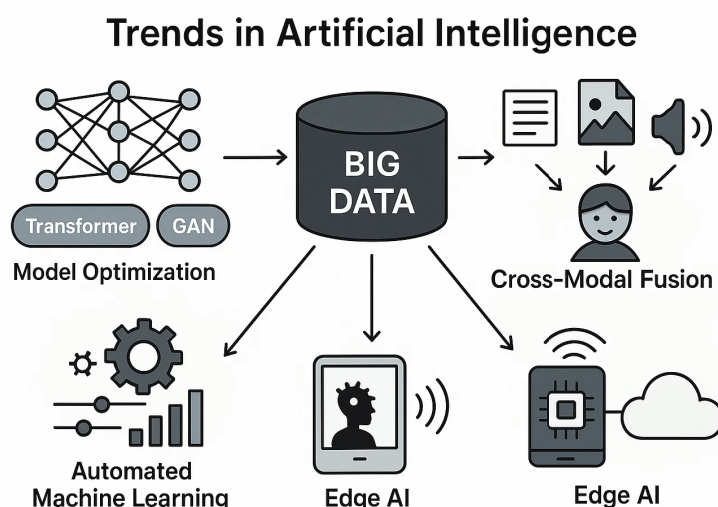 Trends in Artificial Intelligence
BIG
DATA
Transformer
GAN
Model Optimization
Cross-Modal Fusion
Automated
Machine Learning
Edge AI
Edge AI